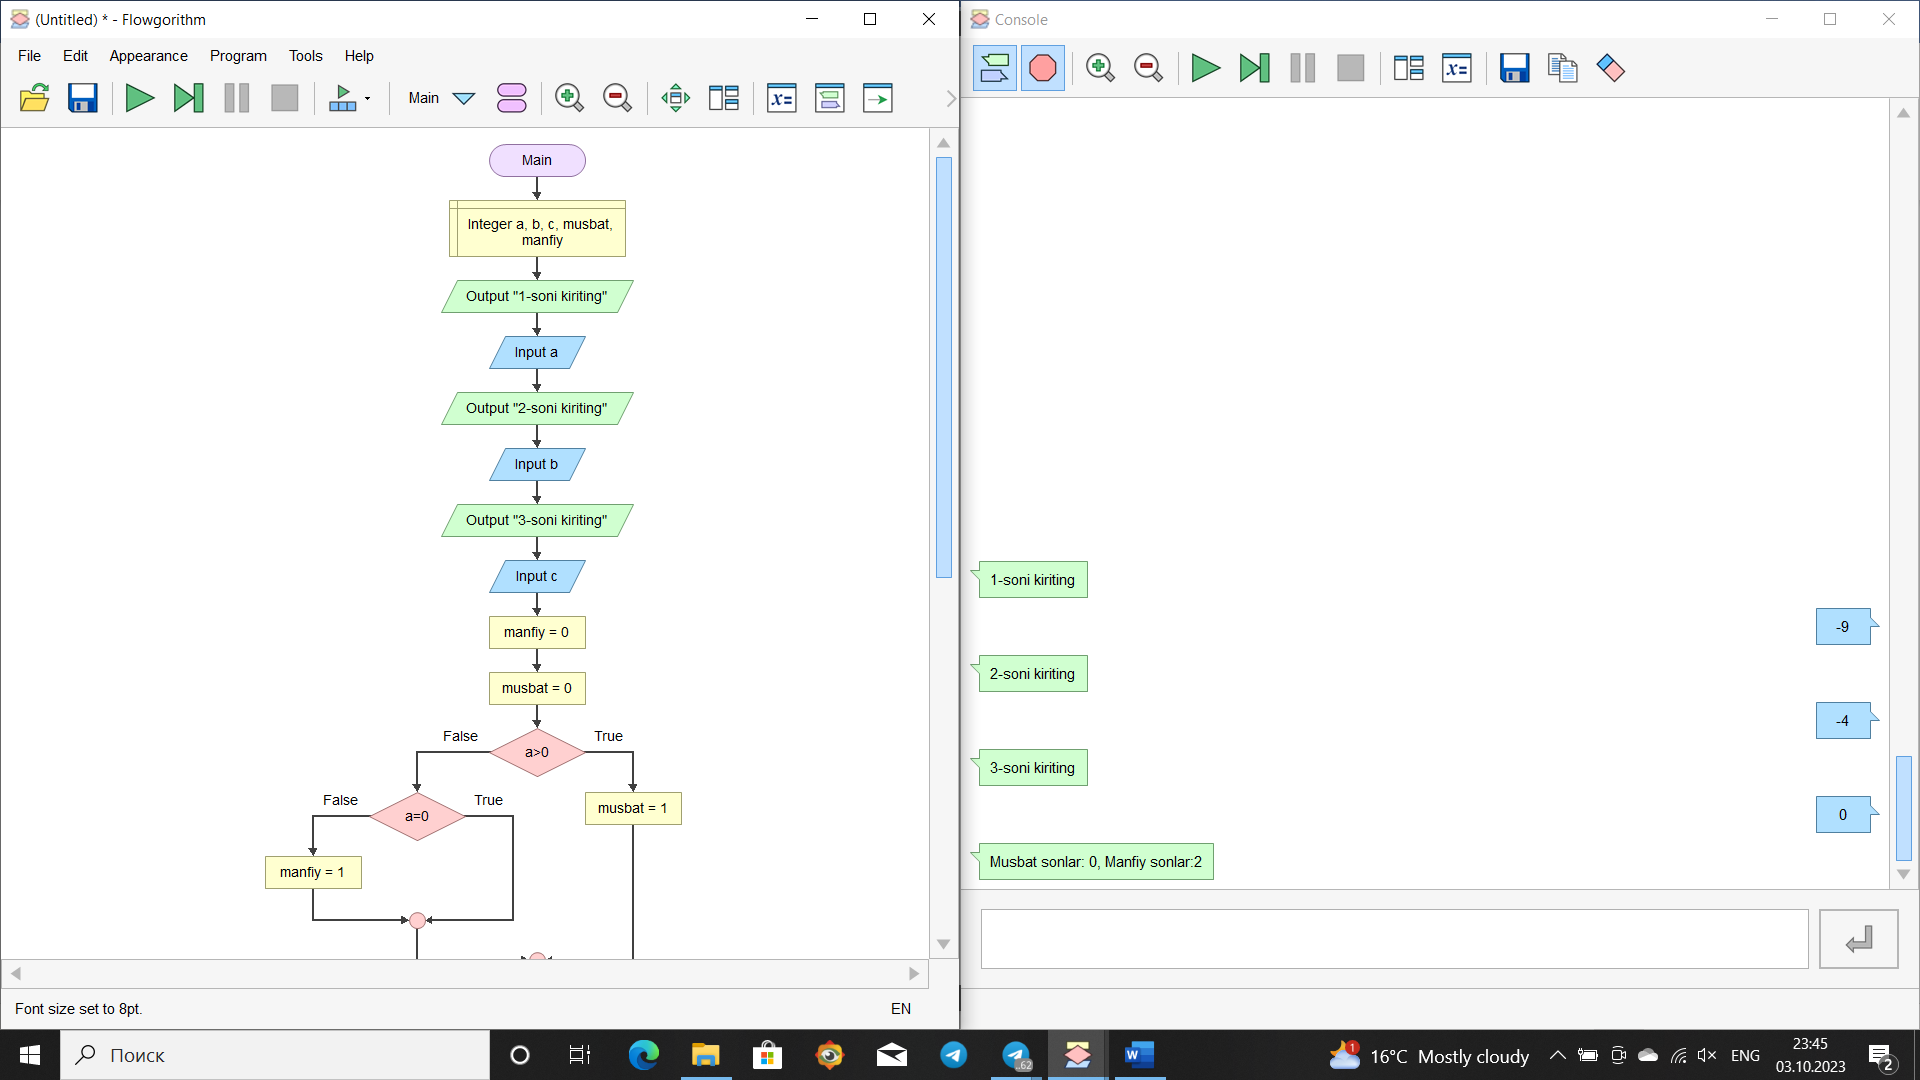 (Untitled) * - Flowgorithm
File Edit Appearance Program Tools Help
Main
Main
Integer a, b, c, musbat,
manfiy
Output "1-soni kiriting"
Input a
Output "2-soni kiriting"
Input b
Output "3-soni kiriting"
Input c
manfiy = 0
musbat = 0
False True
a>0
False True
a=0
musbat = 1
manfiy = 1
Font size set to 8pt.
EN
Console
x=
x=
1-soni kiriting
-9
2-soni kiriting
-4
3-soni kiriting
0
Musbat sonlar: 0, Manfiy sonlar:2
Поиск
.62
W
1
16°C Mostly cloudy
ENG
23:45
03.10.2023
2